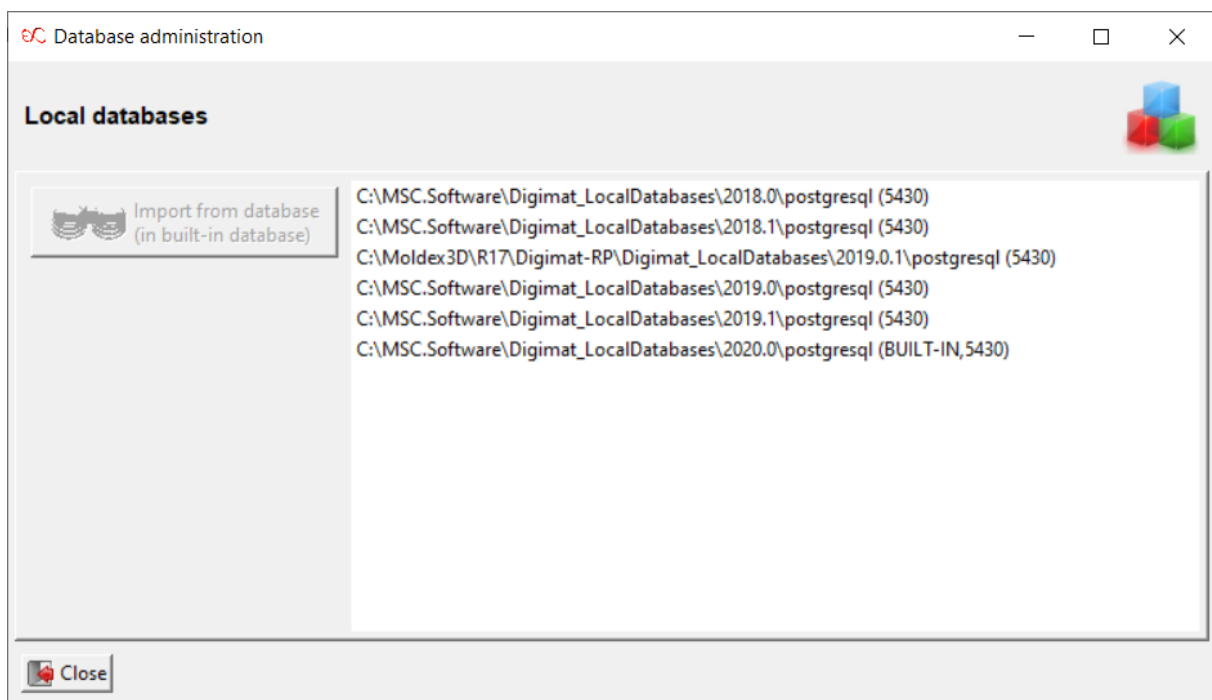 Database administration
Local databases
Import from database
(in built-in database)
C:\MSC.Software\Digimat_LocalDatabases\2018.0\postgresql (5430)
C:\MSC.Software\Digimat_LocalDatabases\2018.1\postgresql (5430)
C:\Moldex3D\R17\Digimat-RP\Digimat_LocalDatabases\2019.0.1\postgresql (5430)
C:\MSC.Software\Digimat_LocalDatabases\2019.0\postgresql (5430)
C:\MSC.Software\Digimat_LocalDatabases\2019.1\postgresql (5430)
C:\MSC.Software\Digimat_LocalDatabases\2020.0\postgresql (BUILT-IN,5430)
Close